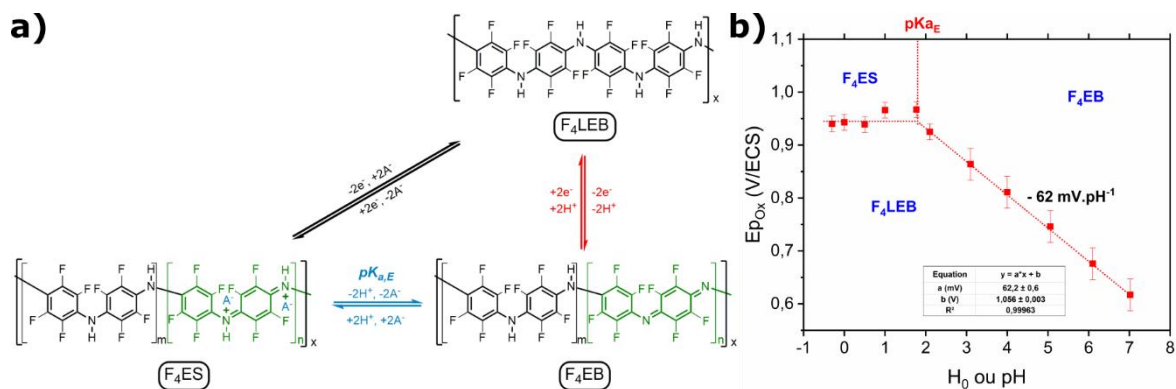 a)
F F F F F F F F
H N H N
F F F F F F F F
N H N H
x
F₄LEB
-2e⁻, +2A⁻
+2e⁻, -2A⁻
+2e⁻ -2e⁻
+2H⁺ -2H⁺
pKₐ,E
-2H⁺, -2A⁻
+2H⁺, +2A⁻
A⁻
A⁻
m n x
F₄ES
m n x
F₄EB
b)
pKaE
1,1
1,0
0,9
0,8
0,7
0,6
EpOx (V/ECS)
F₄ES
F₄EB
F₄LEB
- 62 mV.pH⁻¹
Equation y = a*x + b
a (mV) 62,2 ± 0,6
b (V) 1,056 ± 0,003
R² 0,99963
-1 0 1 2 3 4 5 6 7 8
H₀ ou pH